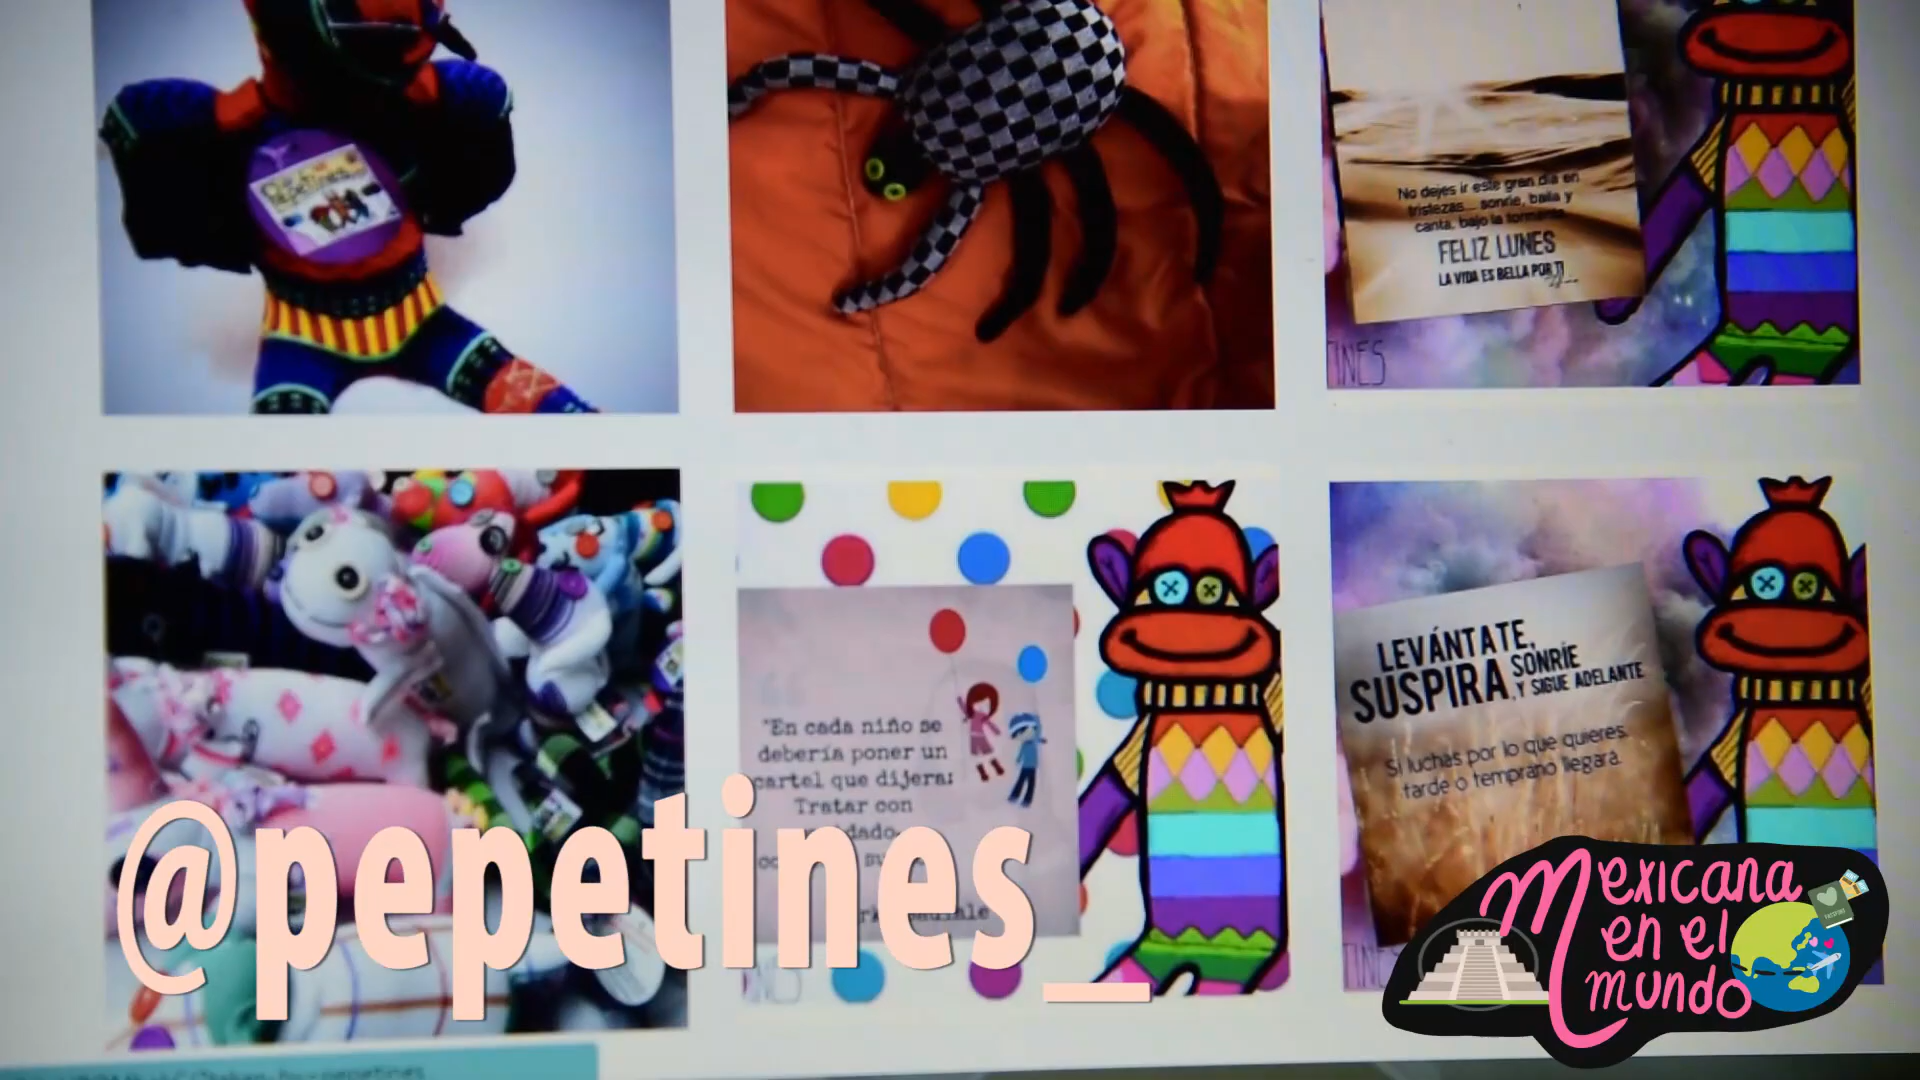 No dejes ir este gran día en
tristezas... sonríe, baila y
canta, bajo la tormenta
FELIZ LUNES
LA VIDA ES BELLA POR TI
TINES
"En cada niño se
debería poner un
cartel que dijera:
Tratar con
LEVÁNTATE,
SUSPIRA, SONRÍE
Y SIGUE ADELANTE
Si luchas por lo que quieres,
tarde o temprano llegará.
@pepetines_
Mexicana
en el
mundo